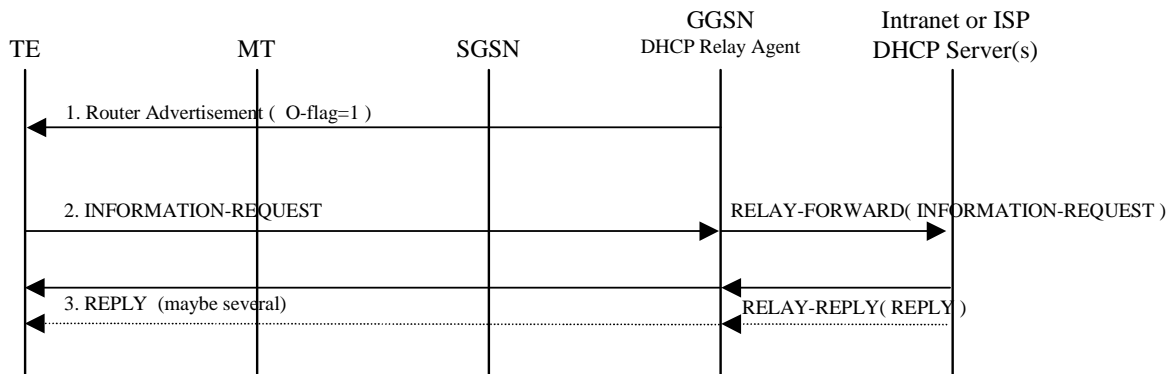 GGSN
Intranet or ISP
TE
MT
SGSN
DHCP Relay Agent
DHCP Server(s)
1. Router Advertisement ( O-flag=1 )
2. INFORMATION-REQUEST
RELAY-FORWARD( INFORMATION-REQUEST )
3. REPLY (maybe several)
RELAY-REPLY( REPLY )